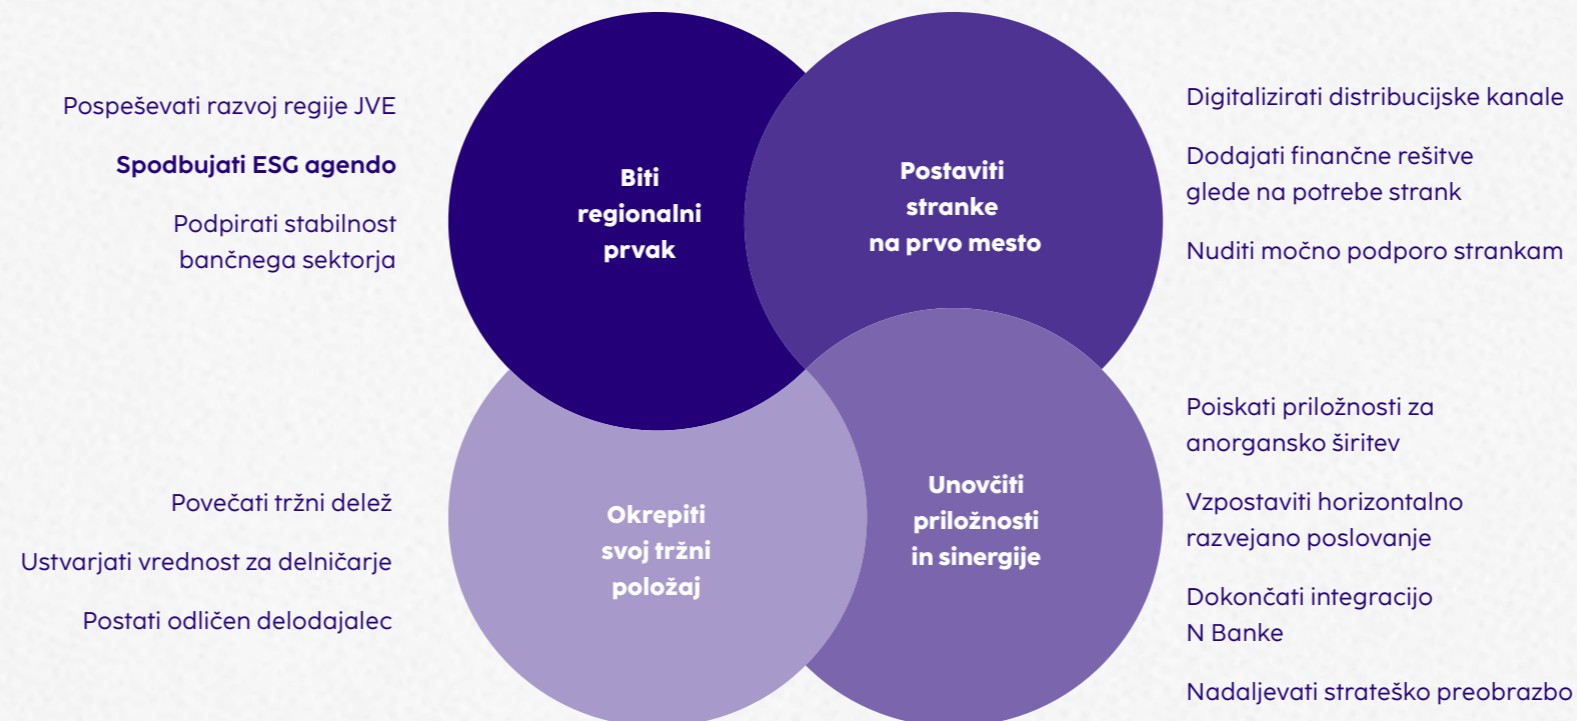 Pospeševati razvoj regije JVE
Spodbujati ESG agendo
Podpirati stabilnost
bančnega sektorja
Biti
regionalni
prvak
Postaviti
stranke
na prvo mesto
Digitalizirati distribucijske kanale
Dodajati finančne rešitve
glede na potrebe strank
Nuditi močno podporo strankam
Povečati tržni delež
Ustvarjati vrednost za delničarje
Postati odličen delodajalec
Okrepiti
svoj tržni
položaj
Unovčiti
priložnosti
in sinergije
Poiskati priložnosti za
anorgansko širitev
Vzpostaviti horizontalno
razvejano poslovanje
Dokončati integracijo
N Banke
Nadaljevati strateško preobrazbo